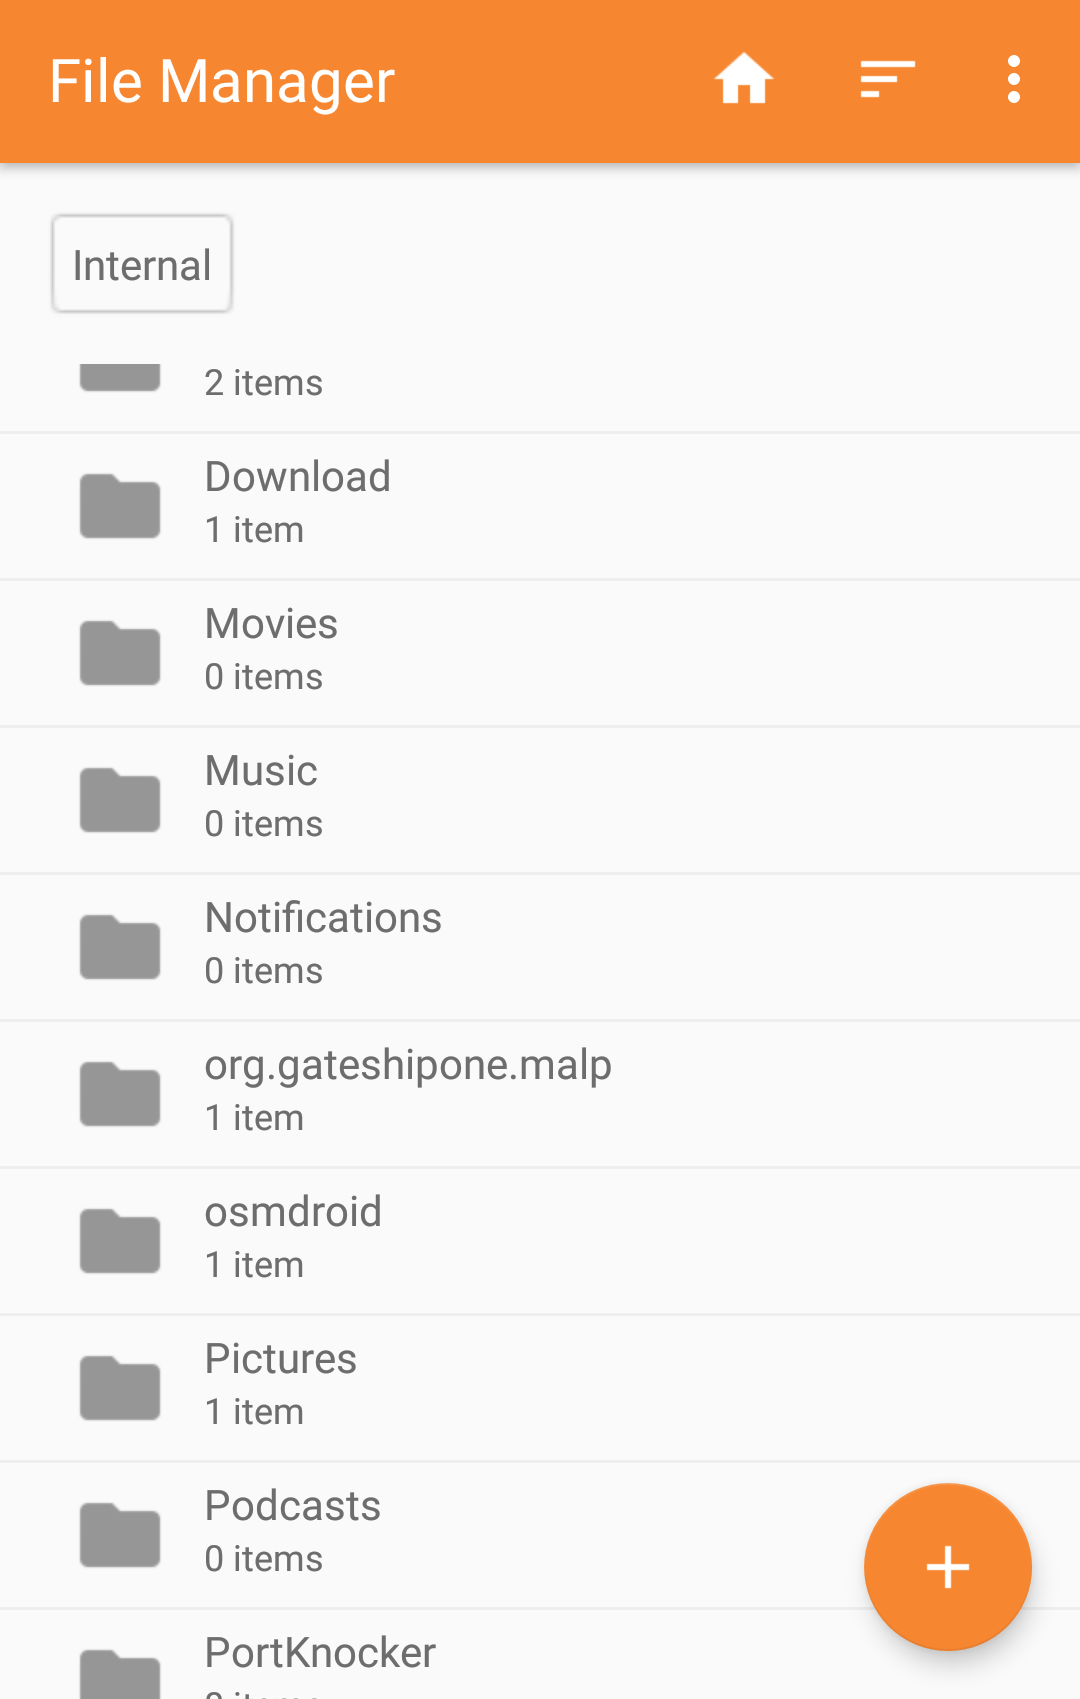 File Manager
Internal
2 items
Download
1 item
Movies
0 items
Music
0 items
Notifications
0 items
org.gateshipone.malp
1 item
osmdroid
1 item
Pictures
1 item
Podcasts
0 items
PortKnocker